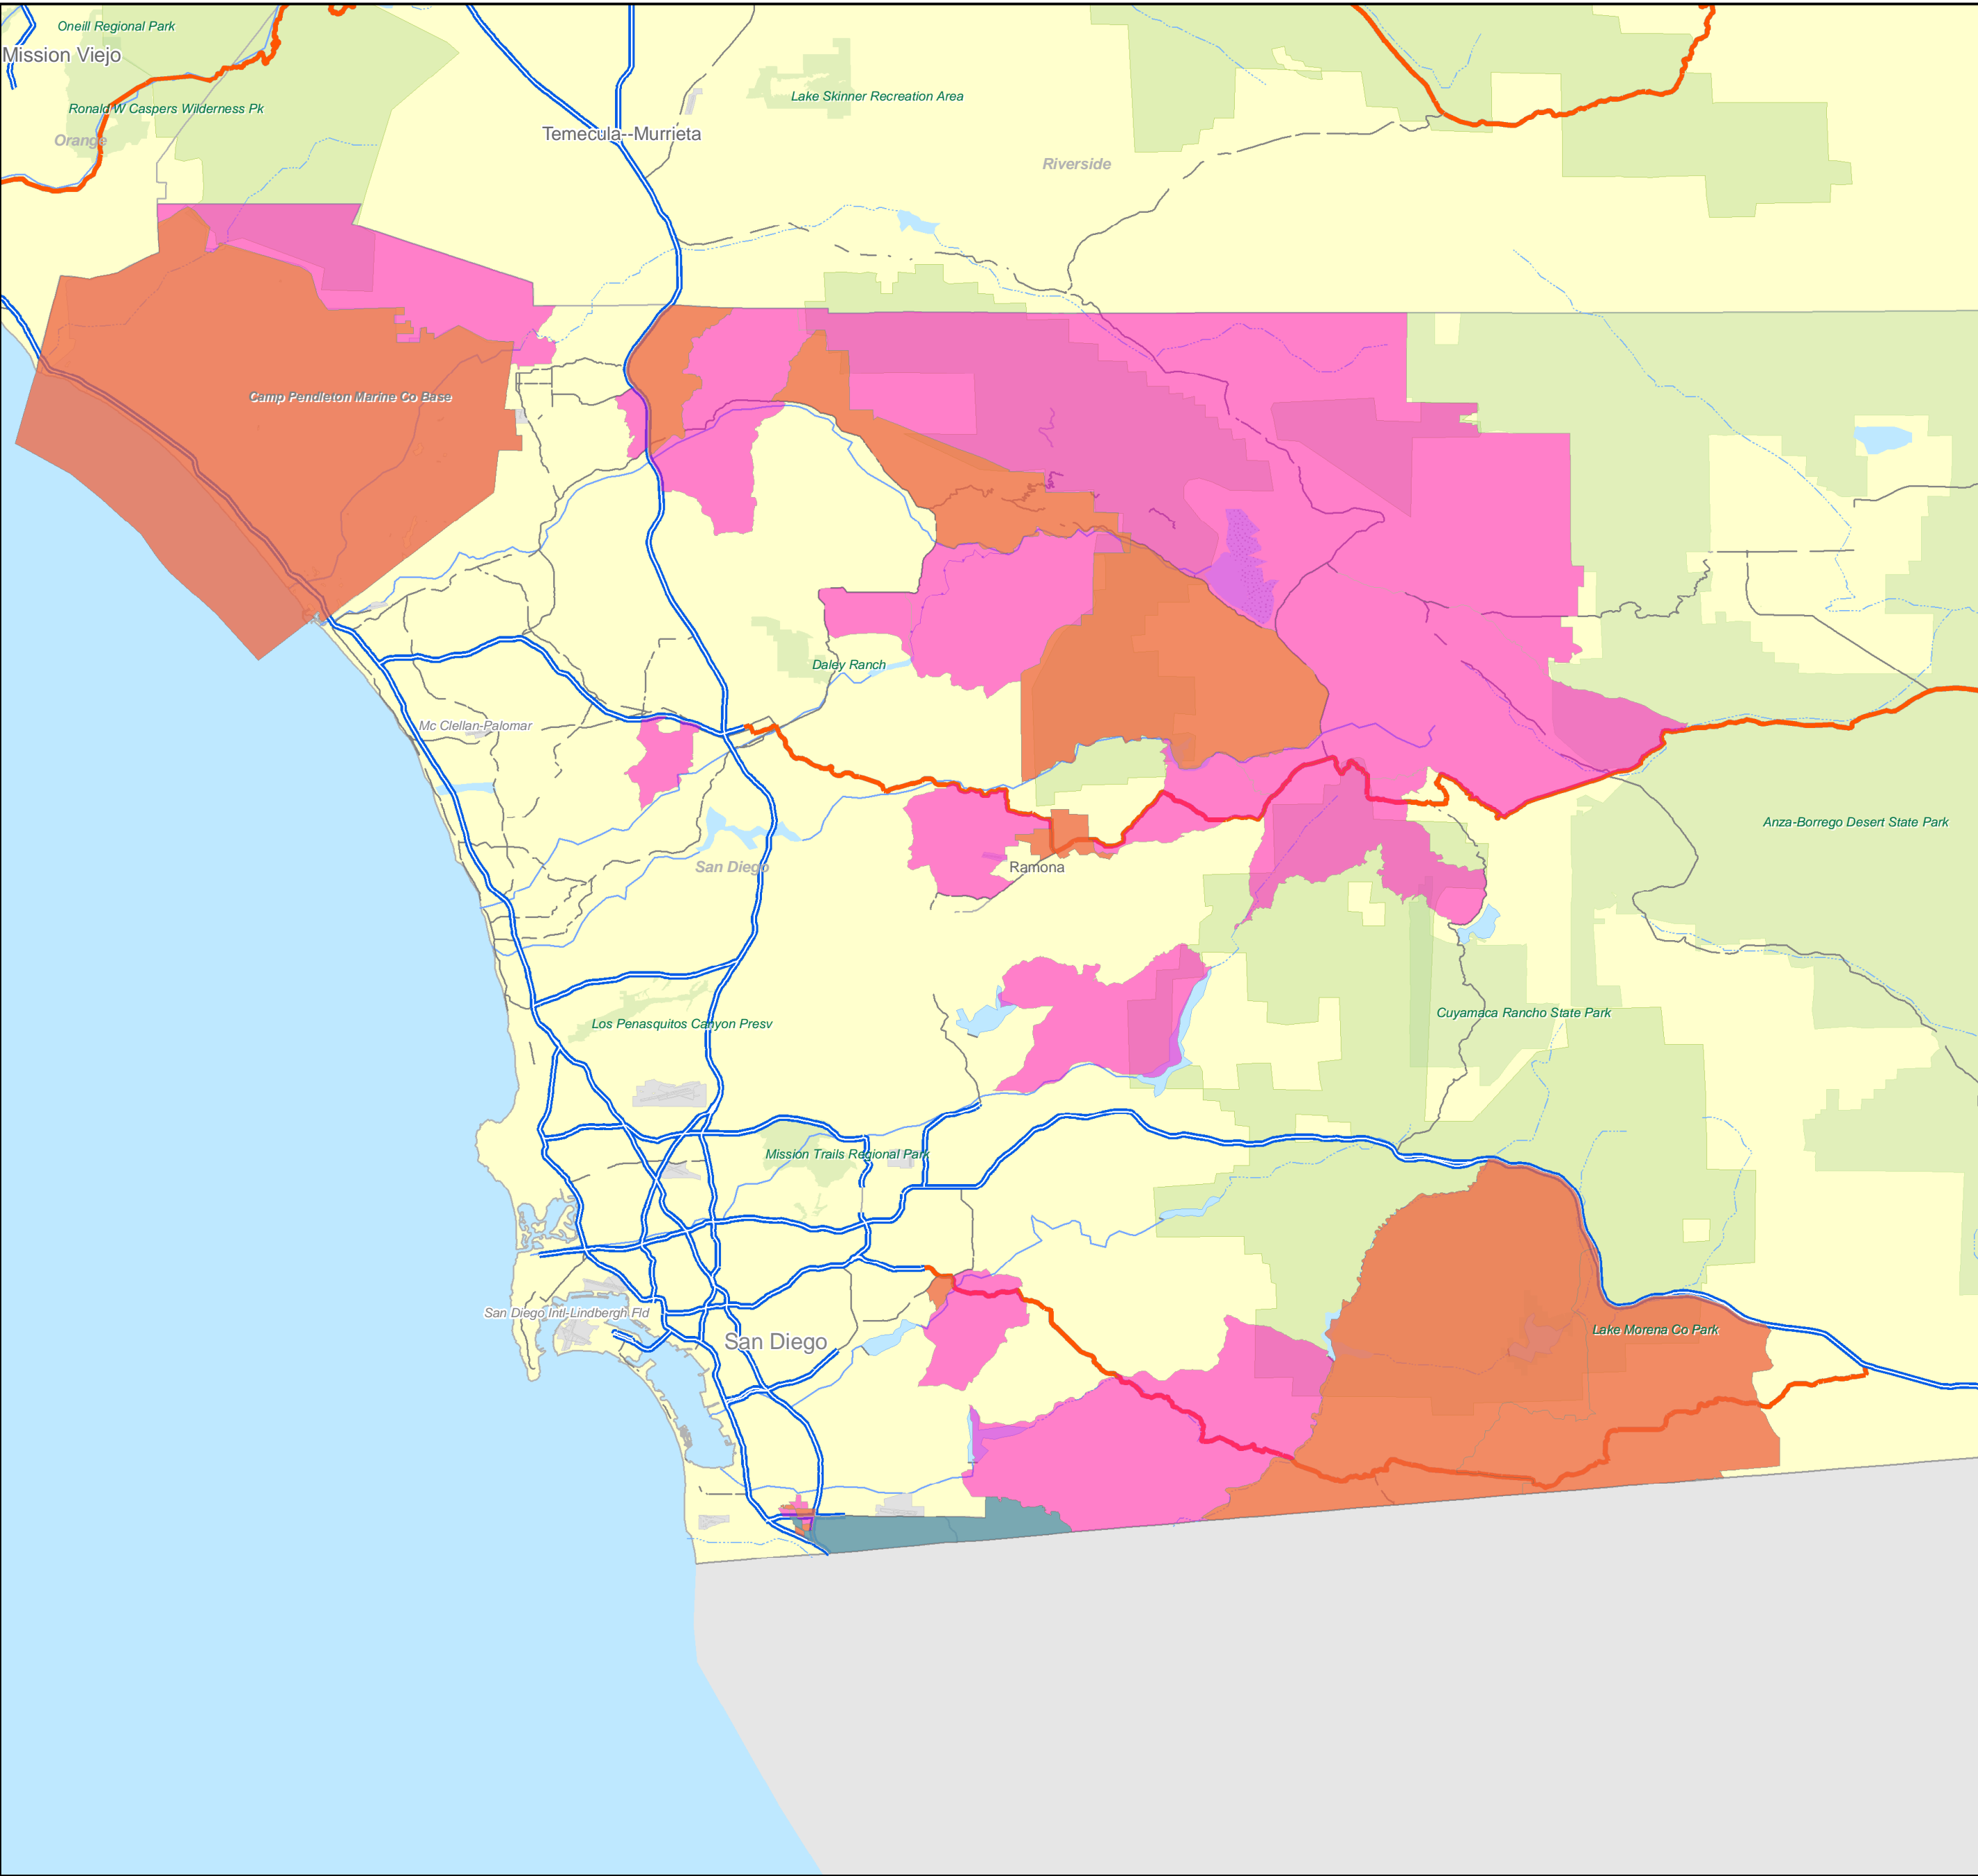 Oneill Regional Park
Mission Viejo
Lake Skinner Recreation Area
Ronald W Caspers Wilderness Pk
Temecula--Murrieta
Orange
Riverside
Camp Pendleton Marine Co Base
Daley Ranch
Mc Clellan-Palomar
Anza-Borrego Desert State Park
San Diego
Ramona
Cuyamaca Rancho State Park
Los Penasquitos Canyon Presv
Mission Trails Regional Park
San Diego Intl-Lindbergh Fld
Lake Morena Co Park
San Diego